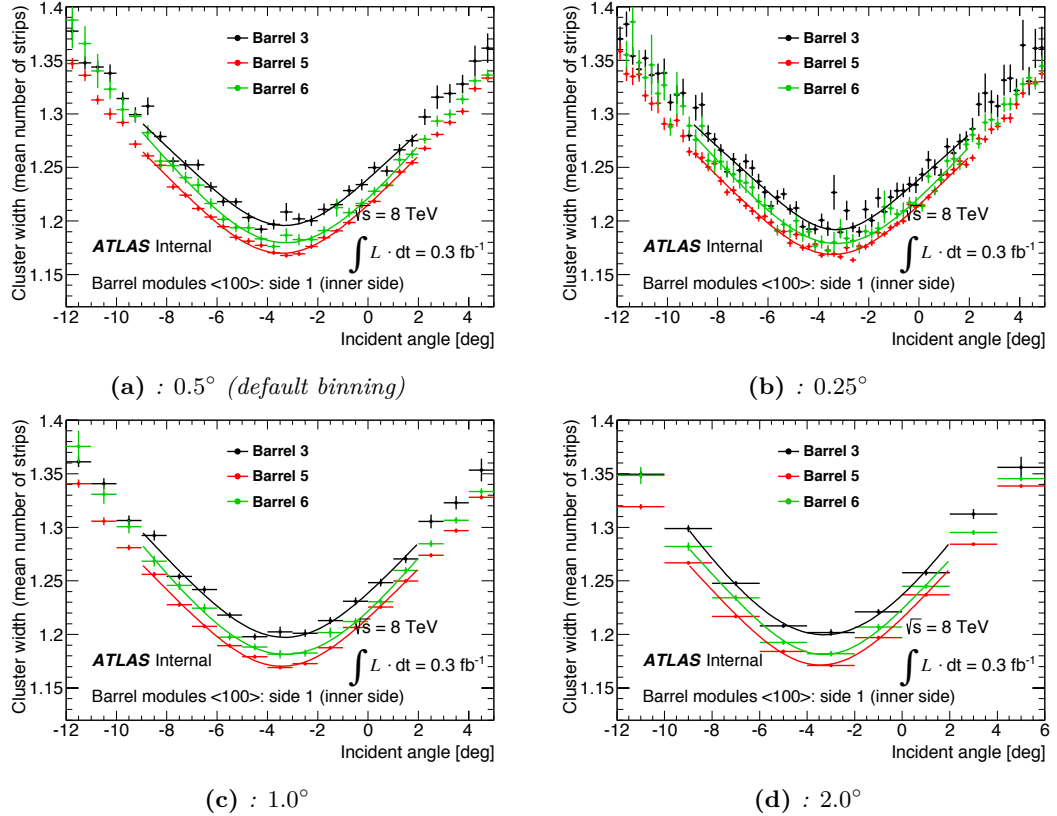 Cluster width (mean number of strips)
1.4
1.35
1.3
1.25
1.2
1.15
Barrel 3
Barrel 5
Barrel 6
√s = 8 TeV
ATLAS Internal
∫ L · dt = 0.3 fb⁻¹
Barrel modules <100>: side 1 (inner side)
-12 -10 -8 -6 -4 -2 0 2 4
Incident angle [deg]
(a) : 0.5° (default binning)
Cluster width (mean number of strips)
1.4
1.35
1.3
1.25
1.2
1.15
Barrel 3
Barrel 5
Barrel 6
√s = 8 TeV
ATLAS Internal
∫ L · dt = 0.3 fb⁻¹
Barrel modules <100>: side 1 (inner side)
-12 -10 -8 -6 -4 -2 0 2 4
Incident angle [deg]
(b) : 0.25°
Cluster width (mean number of strips)
1.4
1.35
1.3
1.25
1.2
1.15
Barrel 3
Barrel 5
Barrel 6
√s = 8 TeV
ATLAS Internal
∫ L · dt = 0.3 fb⁻¹
Barrel modules <100>: side 1 (inner side)
-12 -10 -8 -6 -4 -2 0 2 4
Incident angle [deg]
(c) : 1.0°
Cluster width (mean number of strips)
1.4
1.35
1.3
1.25
1.2
1.15
Barrel 3
Barrel 5
Barrel 6
√s = 8 TeV
ATLAS Internal
∫ L · dt = 0.3 fb⁻¹
Barrel modules <100>: side 1 (inner side)
-12 -10 -8 -6 -4 -2 0 2 4 6
Incident angle [deg]
(d) : 2.0°